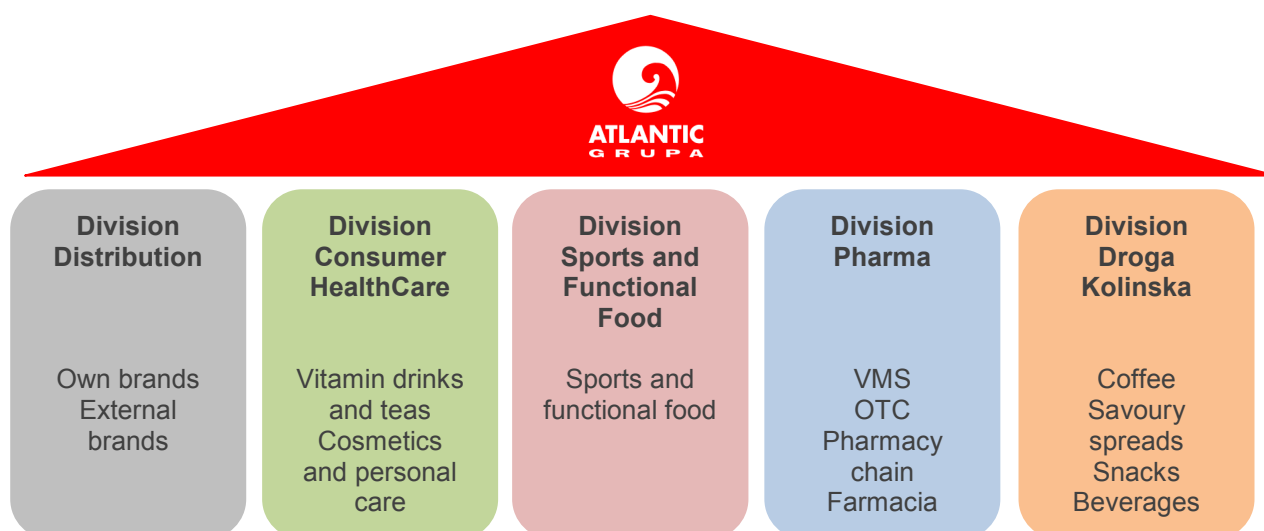 ATLANTIC
GRUPA
Division
Distribution
Own brands
External
brands
Division
Consumer
HealthCare
Vitamin drinks
and teas
Cosmetics
and personal
care
Division
Sports and
Functional
Food
Sports and
functional food
Division
Pharma
VMS
OTC
Pharmacy
chain
Farmacia
Division
Droga
Kolinska
Coffee
Savoury
spreads
Snacks
Beverages